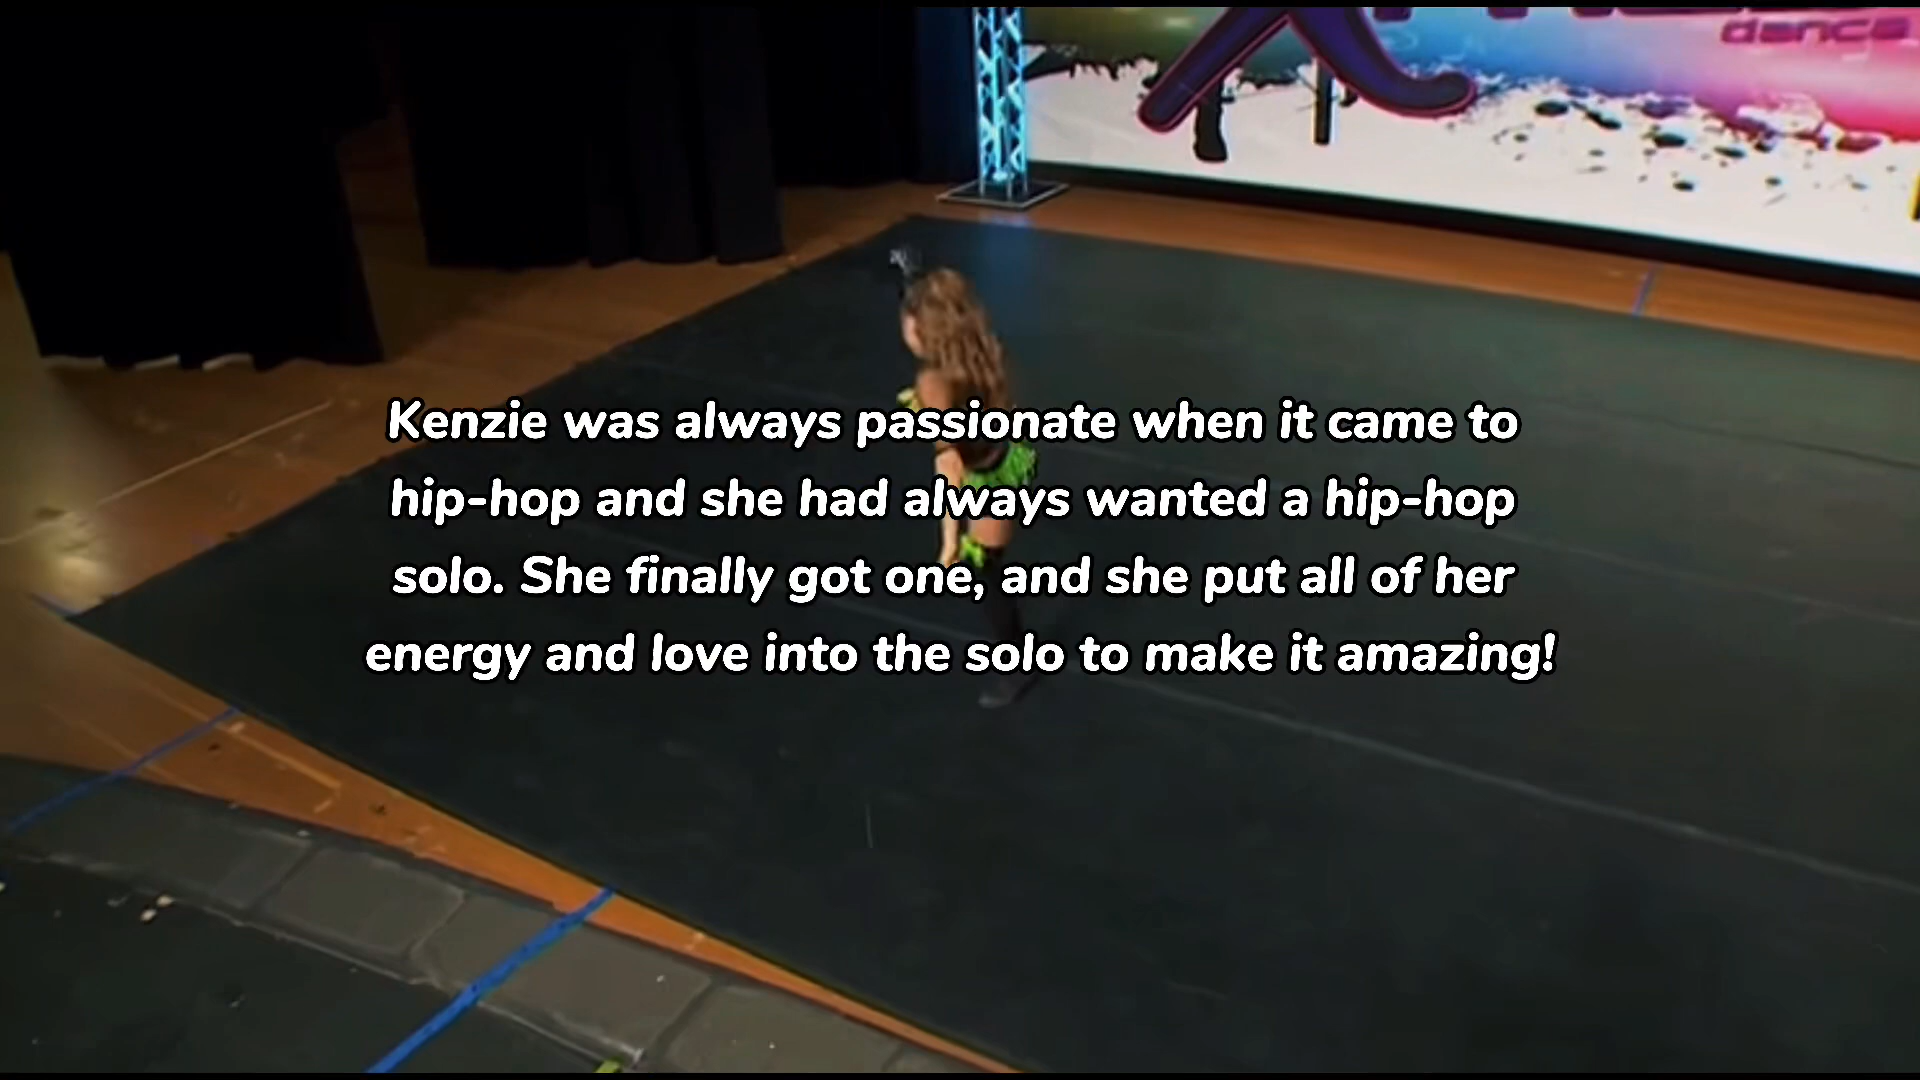 dance
Kenzie was always passionate when it came to
hip-hop and she had always wanted a hip-hop
solo. She finally got one, and she put all of her
energy and love into the solo to make it amazing!